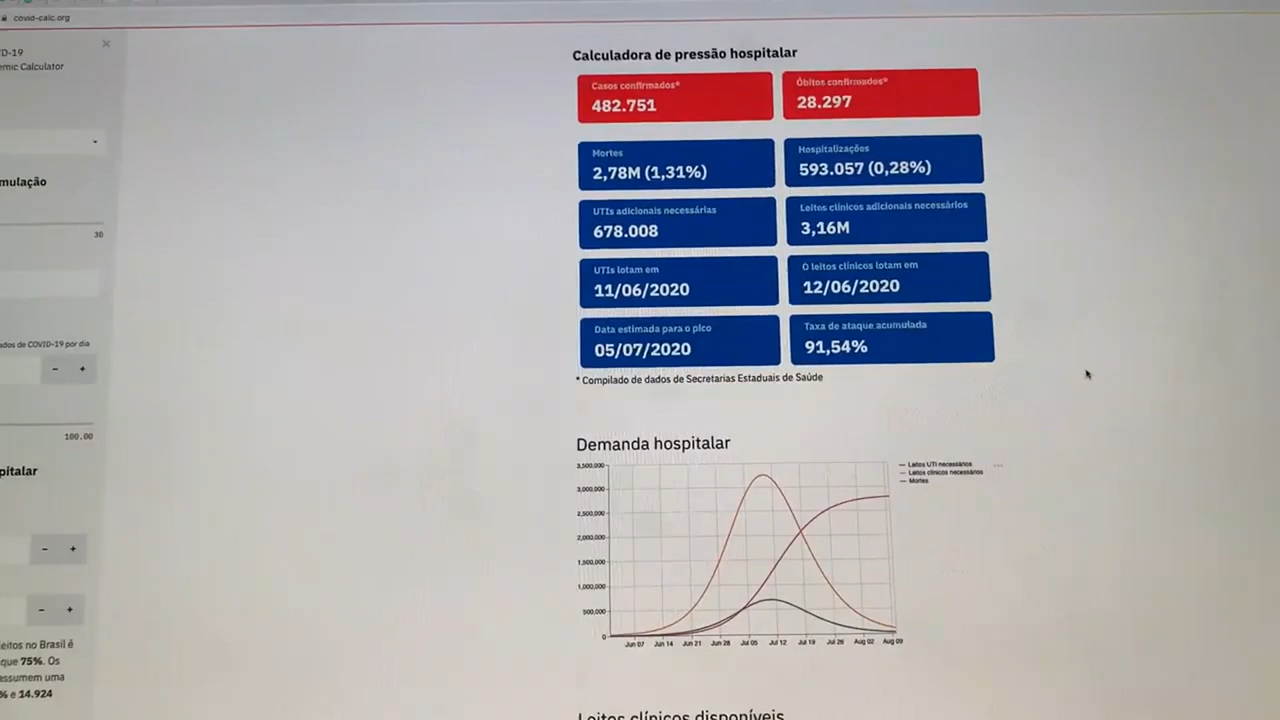 covid-calc.org
D-19
emic Calculator
mulação
30
ados de COVID-19 por dia
- +
100.00
pitalar
- +
- +
eitos no Brasil é
que 75%. Os
assumem uma
% e 14.924
Calculadora de pressão hospitalar
Casos confirmados*
482.751
Óbitos confirmados*
28.297
Mortes
2,78M (1,31%)
Hospitalizações
593.057 (0,28%)
UTIs adicionais necessárias
678.008
Leitos clínicos adicionais necessários
3,16M
UTIs lotam em
11/06/2020
O leitos clínicos lotam em
12/06/2020
Data estimada para o pico
05/07/2020
Taxa de ataque acumulada
91,54%
* Compilado de dados de Secretarias Estaduais de Saúde
Demanda hospitalar
3,500,000
3,000,000
2,500,000
2,000,000
1,500,000
1,000,000
500,000
0
Jun 07 Jun 14 Jun 21 Jun 28 Jul 05 Jul 12 Jul 19 Jul 26 Aug 02 Aug 09
Leitos UTI necessários
Leitos clínicos necessários
Mortes
Leitos clínicos disponíveis